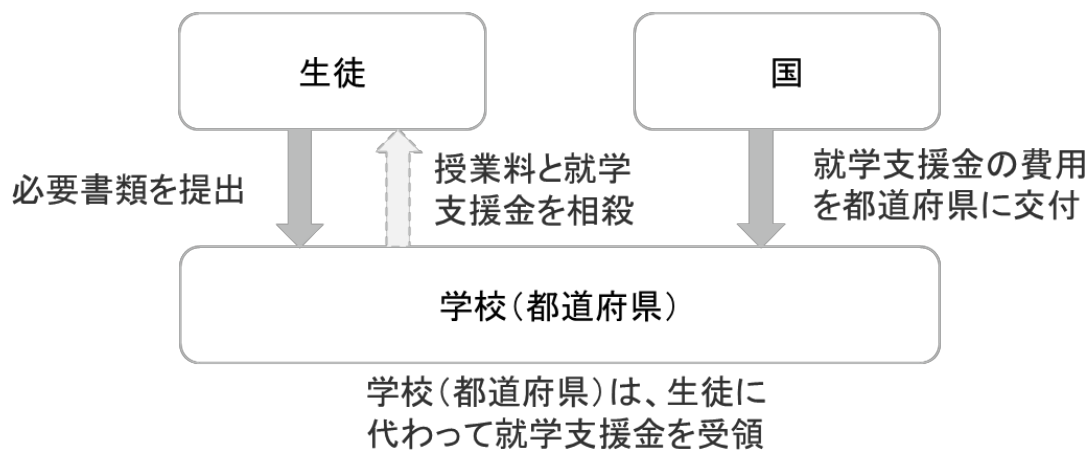 生徒
国
必要書類を提出
授業料と就学
支援金を相殺
就学支援金の費用
を都道府県に交付
学校(都道府県)
学校(都道府県)は、生徒に
代わって就学支援金を受領